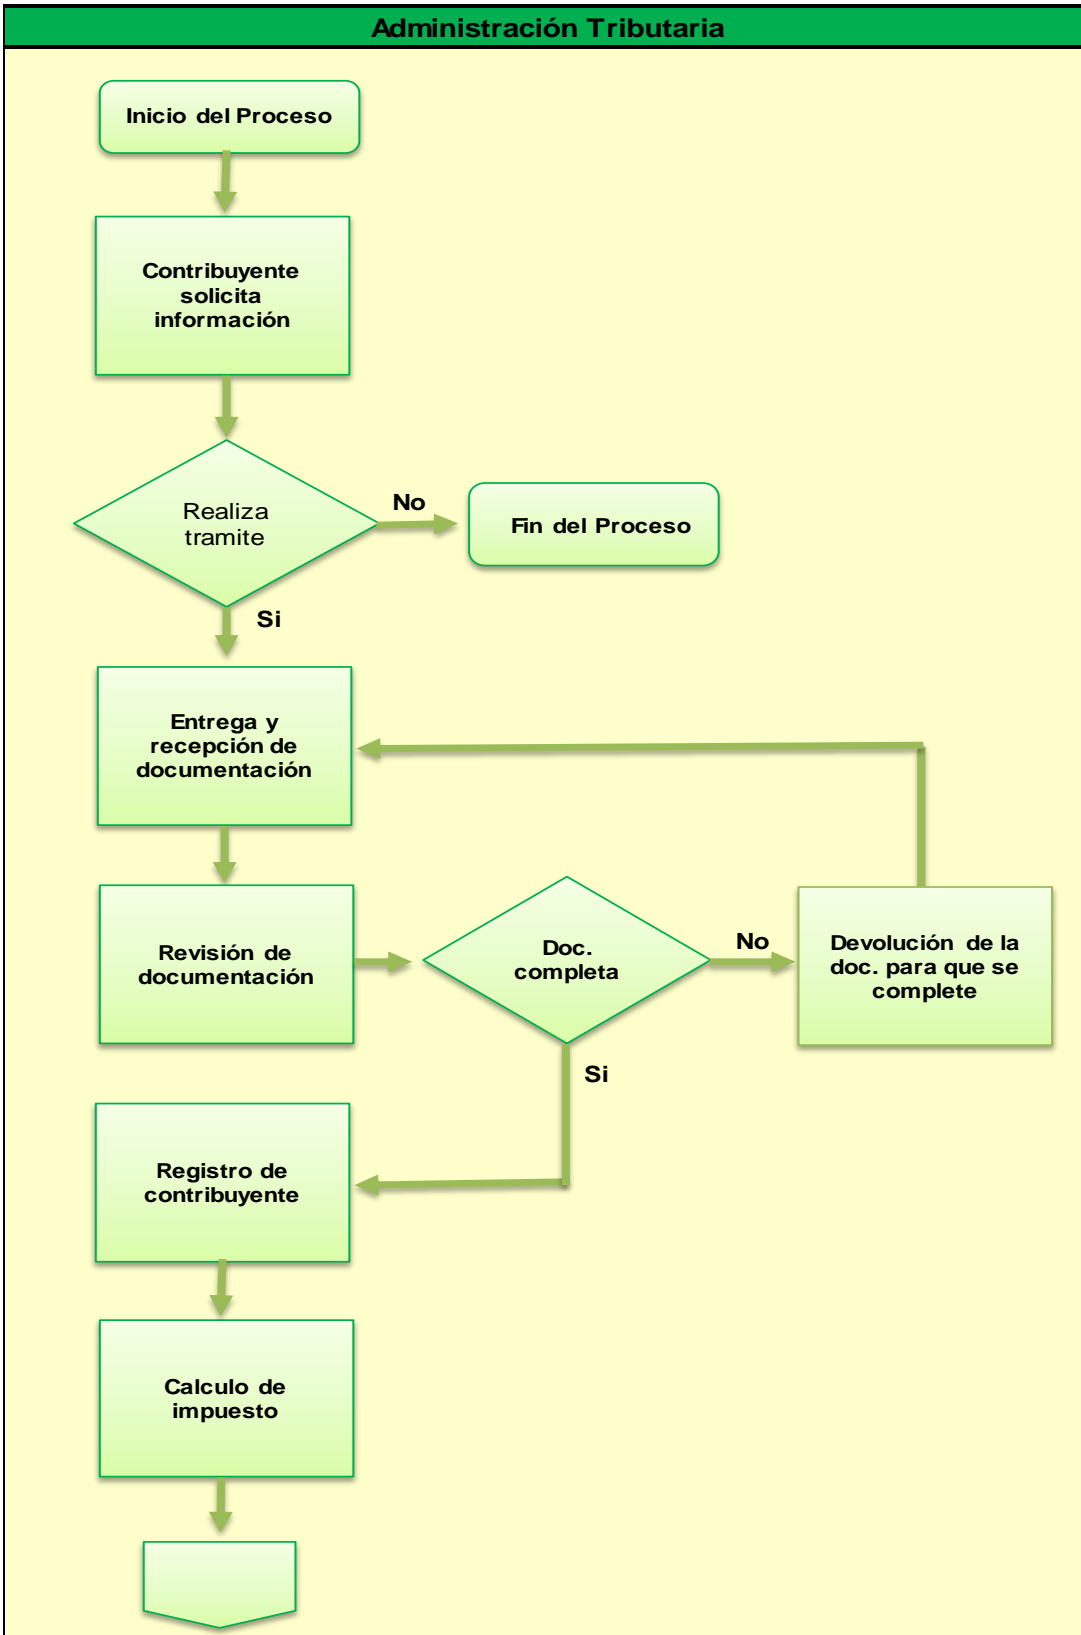 Administración Tributaria
Inicio del Proceso
Contribuyente
solicita
información
Realiza
tramite
No
Fin del Proceso
Si
Entrega y
recepción de
documentación
Revisión de
documentación
Doc.
completa
No
Devolución de la
doc. para que se
complete
Si
Registro de
contribuyente
Calculo de
impuesto